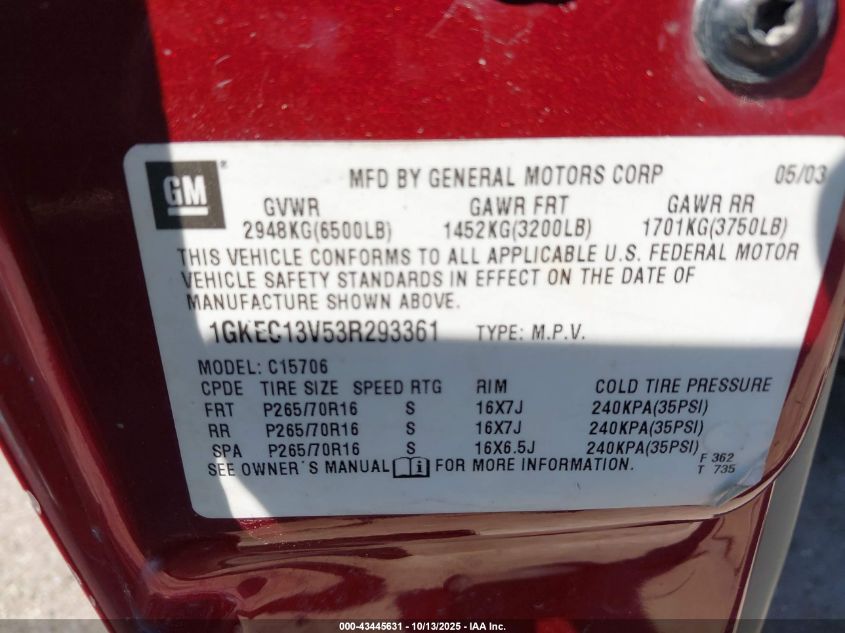 GM
MFD BY GENERAL MOTORS CORP 05/03
GVWR GAWR FRT GAWR RR
2948KG(6500LB) 1452KG(3200LB) 1701KG(3750LB)
THIS VEHICLE CONFORMS TO ALL APPLICABLE U.S. FEDERAL MOTOR
VEHICLE SAFETY STANDARDS IN EFFECT ON THE DATE OF
MANUFACTURE SHOWN ABOVE.
1GKEC13V53R293361 TYPE: M.P.V.
MODEL: C15706
CPDE TIRE SIZE SPEED RTG RIM COLD TIRE PRESSURE
FRT P265/70R16 S 16X7J 240KPA(35PSI)
RR P265/70R16 S 16X7J 240KPA(35PSI)
SPA P265/70R16 S 16X6.5J 240KPA(35PSI)
SEE OWNER'S MANUAL i FOR MORE INFORMATION.
F 362
T 735
000-43445631 - 10/13/2025 - IAA Inc.